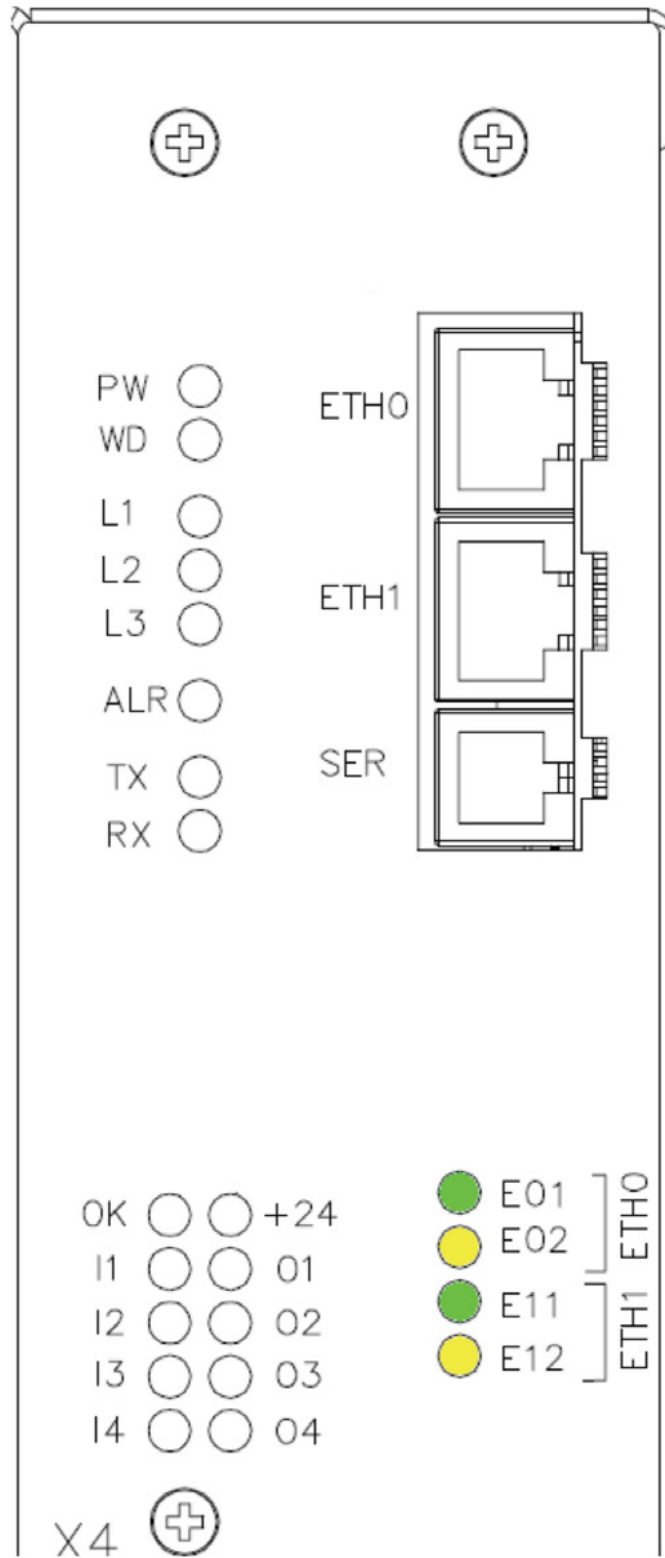 PW
WD
L1
L2
L3
ALR
TX
RX
ETH0
ETH1
SER
OK +24
I1 O1
I2 O2
I3 O3
I4 O4
E01
E02
ETH0
E11
E12
ETH1
X4